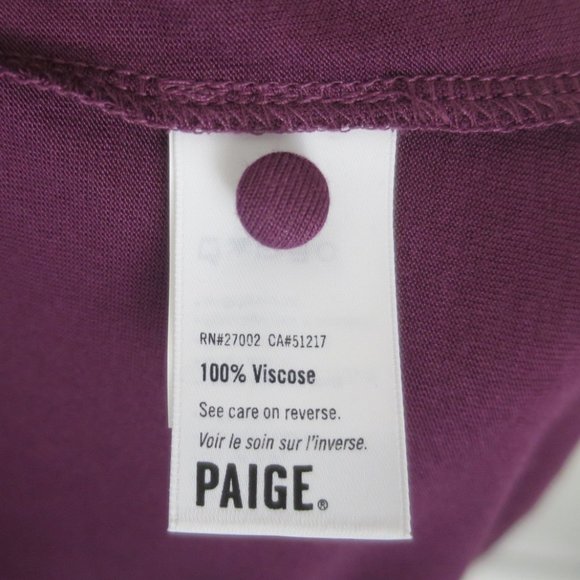 RN#27002 CA#51217
100% Viscose
See care on reverse.
Voir le soin sur l'inverse.
PAIGE®